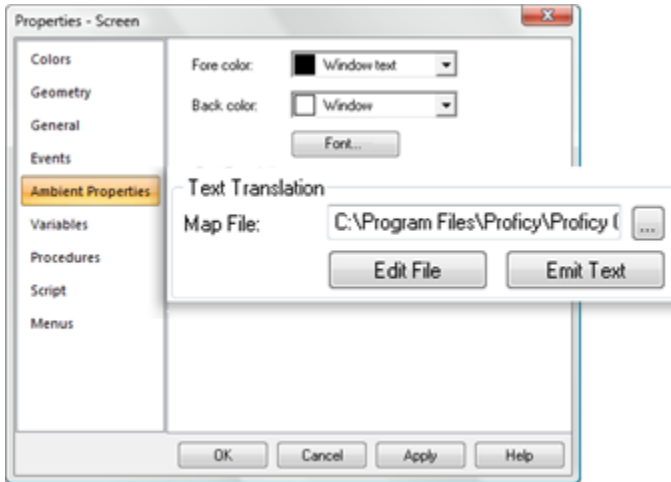 Properties - Screen
Colors
Geometry
General
Events
Ambient Properties
Variables
Procedures
Script
Menus
Fore color:
Window text
Back color:
Window
Font...
Text Translation
Map File:
C:\Program Files\Proficy\Proficy (
...
Edit File
Emit Text
OK
Cancel
Apply
Help